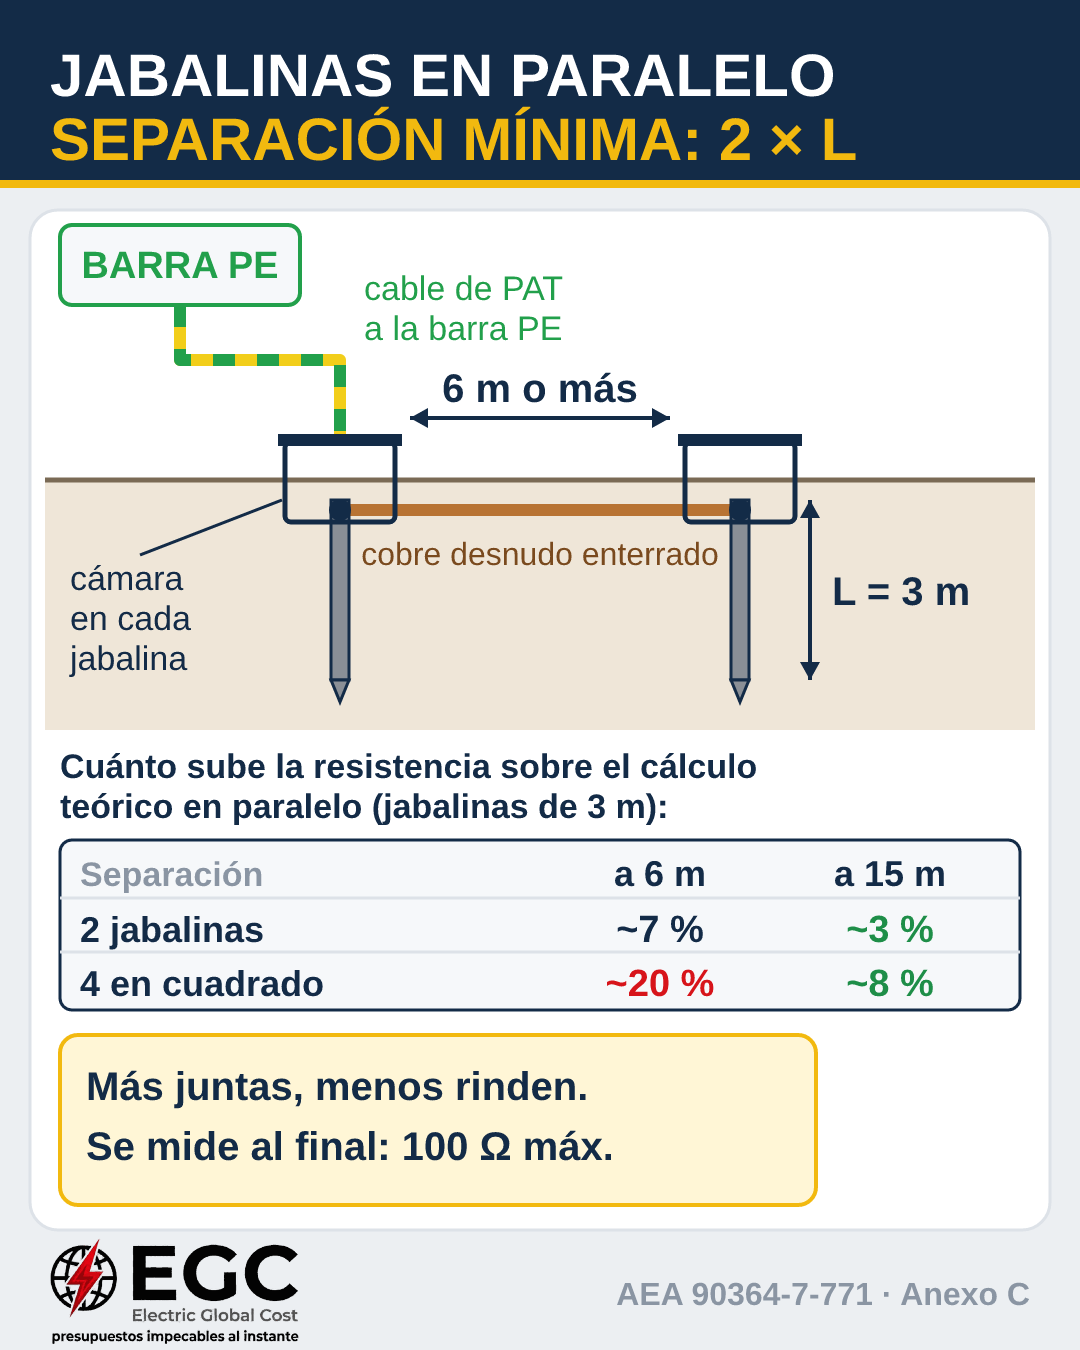 JABALINAS EN PARALELO
SEPARACIÓN MÍNIMA: 2 × L
BARRA PE
cable de PAT
a la barra PE
6 m o más
cobre desnudo enterrado
cámara
en cada
jabalina
L = 3 m
Cuánto sube la resistencia sobre el cálculo
teórico en paralelo (jabalinas de 3 m):
Separación a 6 m a 15 m
2 jabalinas ~7 % ~3 %
4 en cuadrado ~20 % ~8 %
Más juntas, menos rinden.
Se mide al final: 100 Ω máx.
EGC
Electric Global Cost
presupuestos impecables al instante
AEA 90364-7-771 · Anexo C